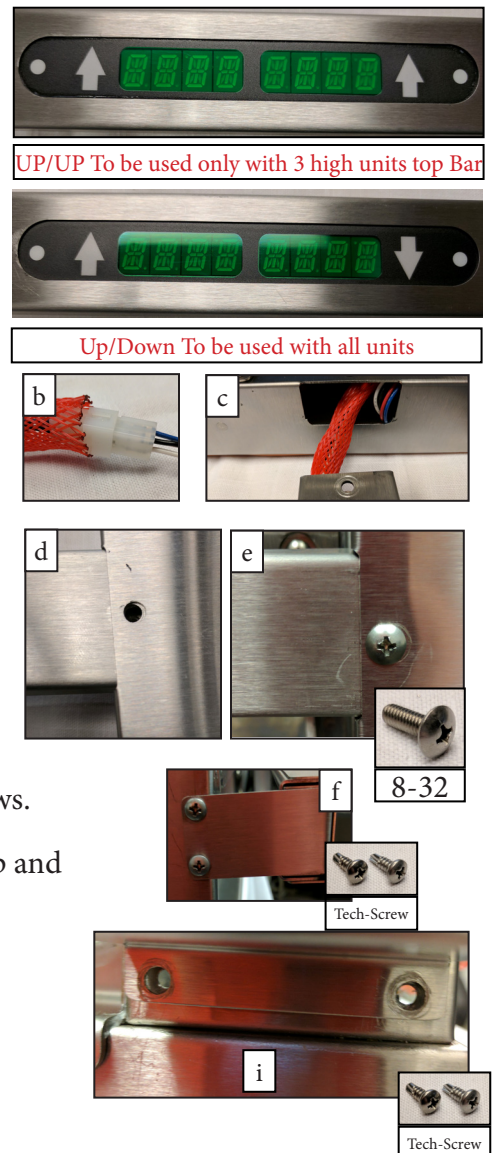 UP/UP To be used only with 3 high units top Bar
Up/Down To be used with all units
b
c
d
e
8-32
ws.
f
p and
Tech-Screw
i
Tech-Screw